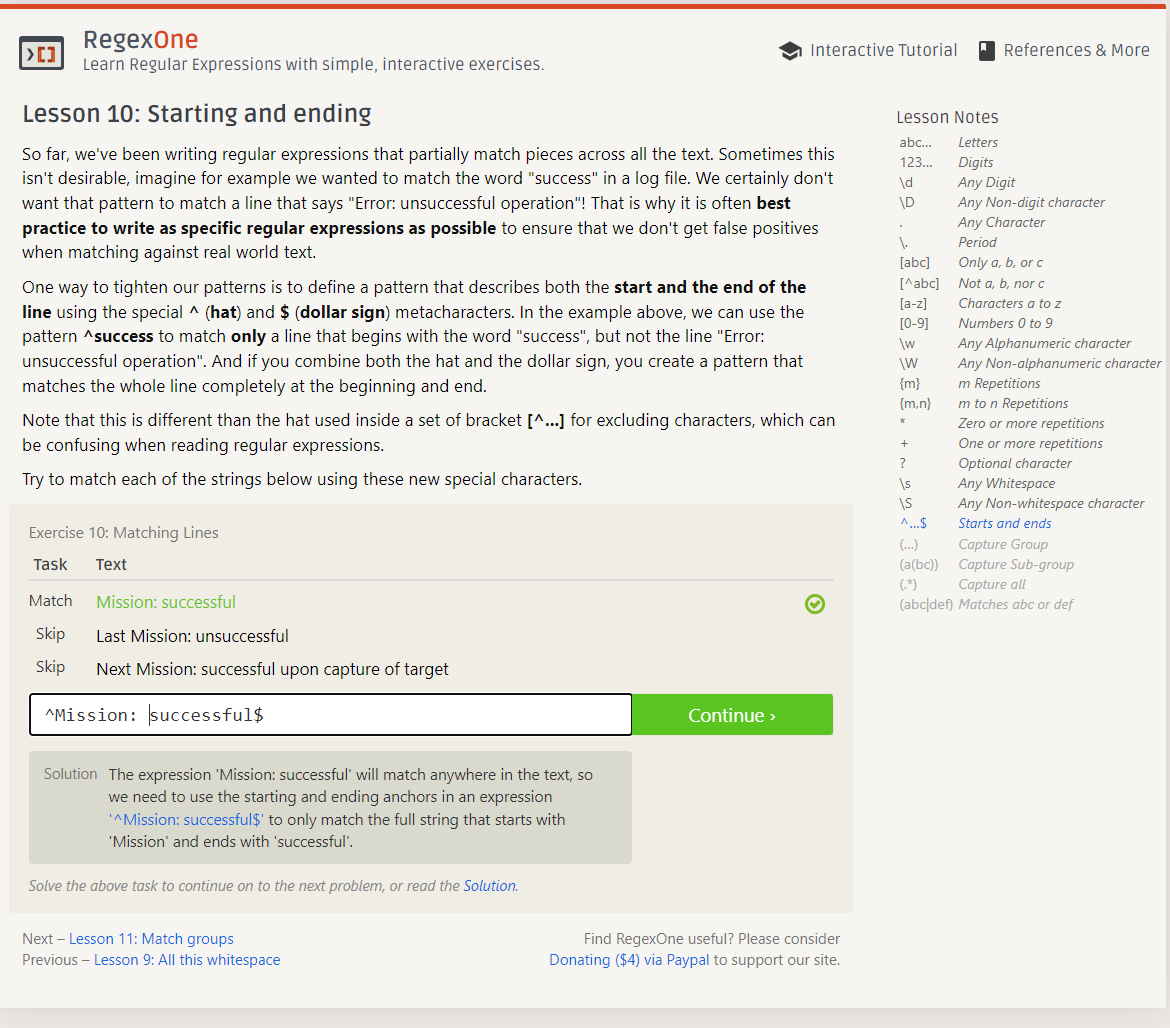 RegexOne
Learn Regular Expressions with simple, interactive exercises.
Interactive Tutorial
References & More
Lesson 10: Starting and ending
So far, we've been writing regular expressions that partially match pieces across all the text. Sometimes this
isn't desirable, imagine for example we wanted to match the word "success" in a log file. We certainly don't
want that pattern to match a line that says "Error: unsuccessful operation"! That is why it is often best
practice to write as specific regular expressions as possible to ensure that we don't get false positives
when matching against real world text.
One way to tighten our patterns is to define a pattern that describes both the start and the end of the
line using the special ^ (hat) and $ (dollar sign) metacharacters. In the example above, we can use the
pattern ^success to match only a line that begins with the word "success", but not the line "Error:
unsuccessful operation". And if you combine both the hat and the dollar sign, you create a pattern that
matches the whole line completely at the beginning and end.
Note that this is different than the hat used inside a set of bracket [^...] for excluding characters, which can
be confusing when reading regular expressions.
Try to match each of the strings below using these new special characters.
Exercise 10: Matching Lines
Task Text
Match Mission: successful
Skip Last Mission: unsuccessful
Skip Next Mission: successful upon capture of target
^Mission: successful$
Continue ›
Solution The expression 'Mission: successful' will match anywhere in the text, so
we need to use the starting and ending anchors in an expression
'^Mission: successful$' to only match the full string that starts with
'Mission' and ends with 'successful'.
Solve the above task to continue on to the next problem, or read the Solution.
Next – Lesson 11: Match groups
Previous – Lesson 9: All this whitespace
Find RegexOne useful? Please consider
Donating ($4) via Paypal to support our site.
Lesson Notes
abc… Letters
123… Digits
\d Any Digit
\D Any Non-digit character
. Any Character
\. Period
[abc] Only a, b, or c
[^abc] Not a, b, nor c
[a-z] Characters a to z
[0-9] Numbers 0 to 9
\w Any Alphanumeric character
\W Any Non-alphanumeric character
{m} m Repetitions
{m,n} m to n Repetitions
* Zero or more repetitions
+ One or more repetitions
? Optional character
\s Any Whitespace
\S Any Non-whitespace character
^…$ Starts and ends
(…) Capture Group
(a(bc)) Capture Sub-group
(.*) Capture all
(abc|def) Matches abc or def